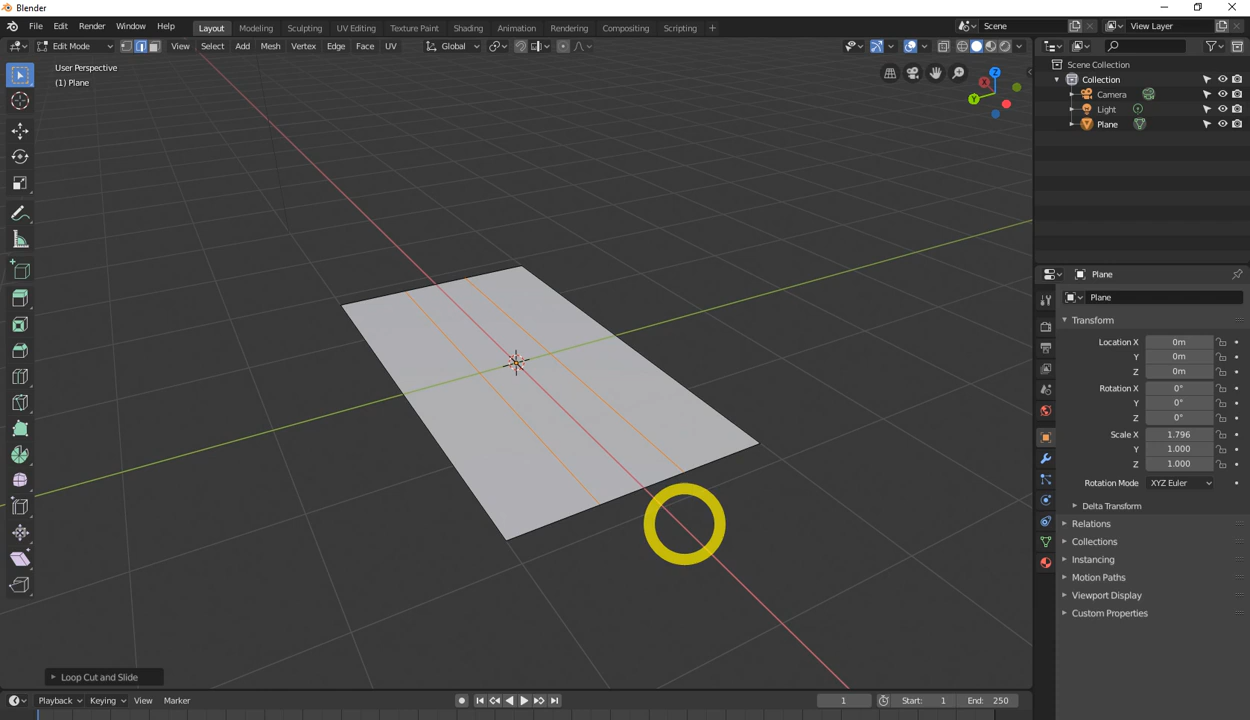 Blender
File Edit Render Window Help
Layout Modeling Sculpting UV Editing Texture Paint Shading Animation Rendering Compositing Scripting +
Scene
View Layer
Edit Mode
View Select Add Mesh Vertex Edge Face UV
Global
User Perspective
(1) Plane
X
Y
Z
Scene Collection
Collection
Camera
Light
Plane
Plane
Plane
Transform
Location X 0m
Y 0m
Z 0m
Rotation X 0°
Y 0°
Z 0°
Scale X 1.796
Y 1.000
Z 1.000
Rotation Mode XYZ Euler
Delta Transform
Relations
Collections
Instancing
Motion Paths
Viewport Display
Custom Properties
Loop Cut and Slide
Playback Keying View Marker
1
Start: 1 End: 250